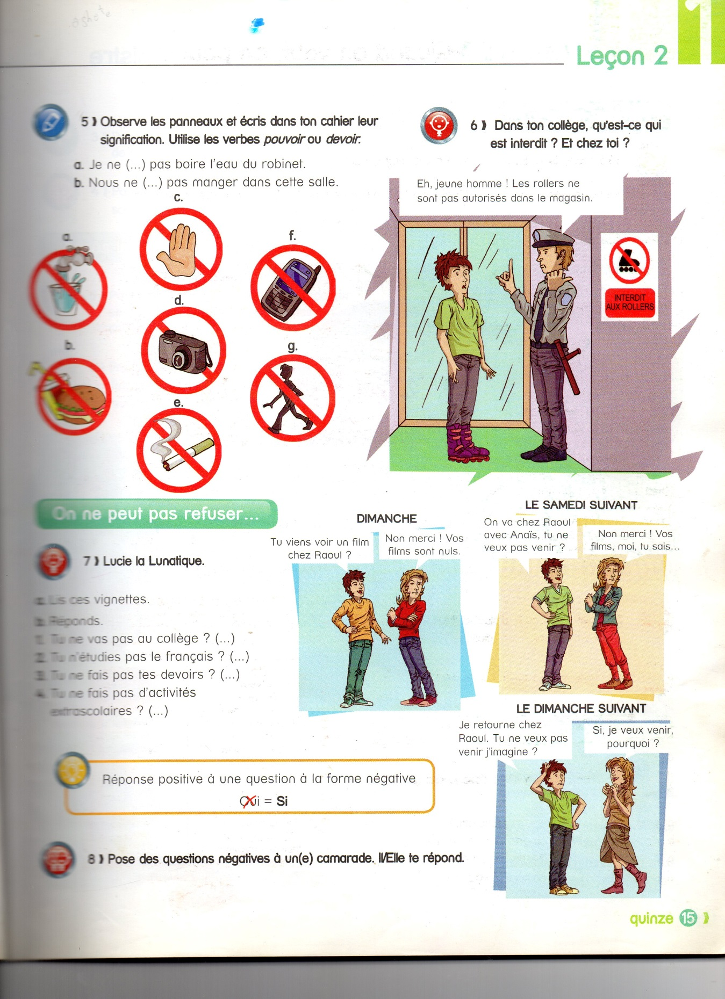 Leçon 2
1
5 Observe les panneaux et écris dans ton cahier leur
signification. Utilise les verbes pouvoir ou devoir.
a. Je ne (...) pas boire l'eau du robinet.
b. Nous ne (...) pas manger dans cette salle.
c.
a.
f.
d.
b.
g.
e.
6 Dans ton collège, qu'est-ce qui
est interdit ? Et chez toi ?
Eh, jeune homme ! Les rollers ne
sont pas autorisés dans le magasin.
INTERDIT
AUX ROLLERS
On ne peut pas refuser...
7 Lucie la Lunatique.
a. Lis ces vignettes.
b. Réponds.
1. Tu ne vas pas au collège ? (...)
2. Tu n'étudies pas le français ? (...)
3. Tu ne fais pas tes devoirs ? (...)
4. Tu ne fais pas d'activités
extrascolaires ? (...)
DIMANCHE
Tu viens voir un film
chez Raoul ?
Non merci ! Vos
films sont nuls.
LE SAMEDI SUIVANT
On va chez Raoul
avec Anaïs, tu ne
veux pas venir ?
Non merci ! Vos
films, moi, tu sais...
LE DIMANCHE SUIVANT
Je retourne chez
Raoul. Tu ne veux pas
venir j'imagine ?
Si, je veux venir,
pourquoi ?
Réponse positive à une question à la forme négative
Oui = Si
8 Pose des questions négatives à un(e) camarade. Il/Elle te répond.
quinze 15